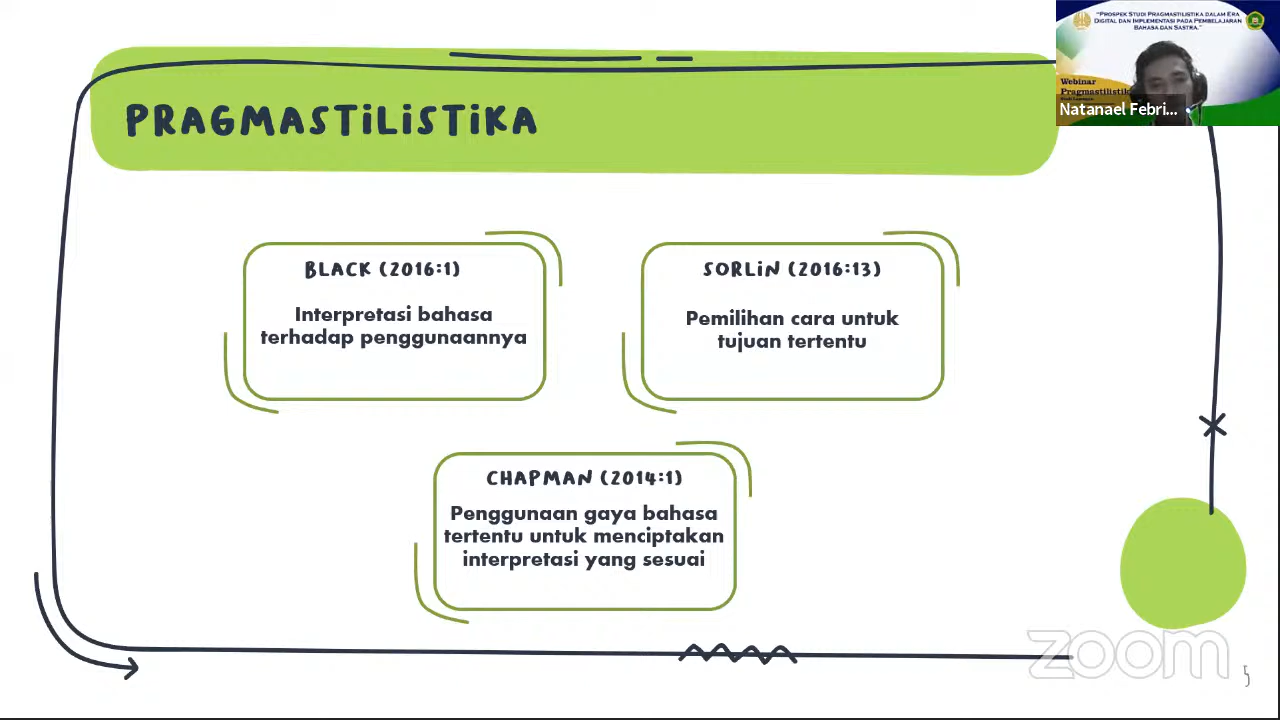 PRAGMASTILISTIKA
"PROSPEK STUDI PRAGMASTILISTIKA DALAM ERA
DIGITAL DAN IMPLEMENTASI PADA PEMBELAJARAN
BAHASA DAN SASTRA."
Webinar
Pragmastilistik
Natanael Febri...
BLACK (2016:1)
Interpretasi bahasa
terhadap penggunaannya
SORLIN (2016:13)
Pemilihan cara untuk
tujuan tertentu
CHAPMAN (2014:1)
Penggunaan gaya bahasa
tertentu untuk menciptakan
interpretasi yang sesuai
zoom
5